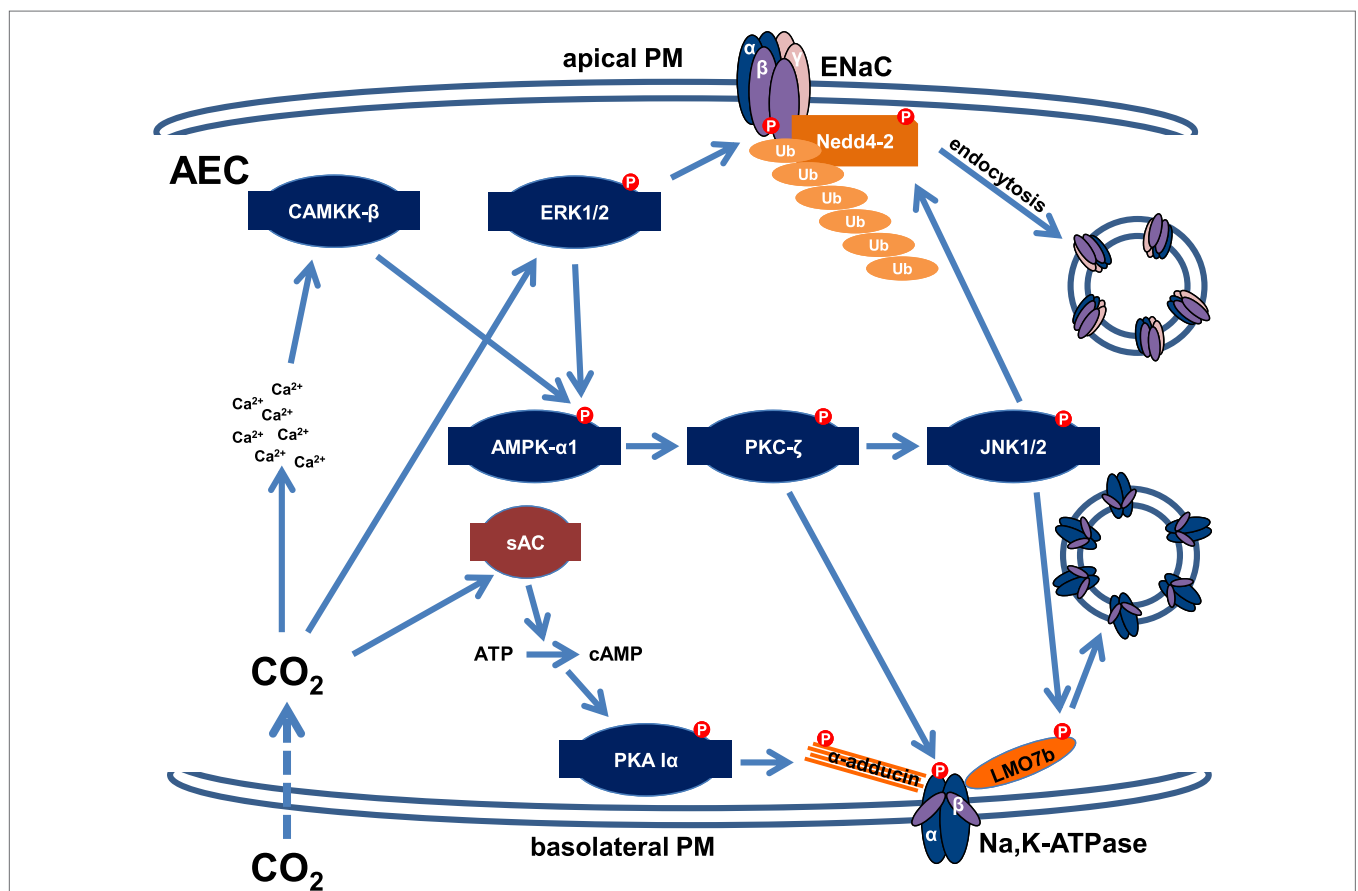 apical PM
ENaC
α
β
γ
P
P
Nedd4-2
Ub
Ub
Ub
Ub
Ub
Ub
endocytosis
AEC
CAMKK-β
ERK1/2
P
Ca²⁺
Ca²⁺
Ca²⁺
Ca²⁺
Ca²⁺
Ca²⁺
Ca²⁺
AMPK-α1
P
PKC-ζ
P
JNK1/2
P
sAC
ATP
cAMP
CO₂
PKA Iα
P
P
α-adducin
P
LMO7b
P
β
α
Na,K-ATPase
basolateral PM
CO₂